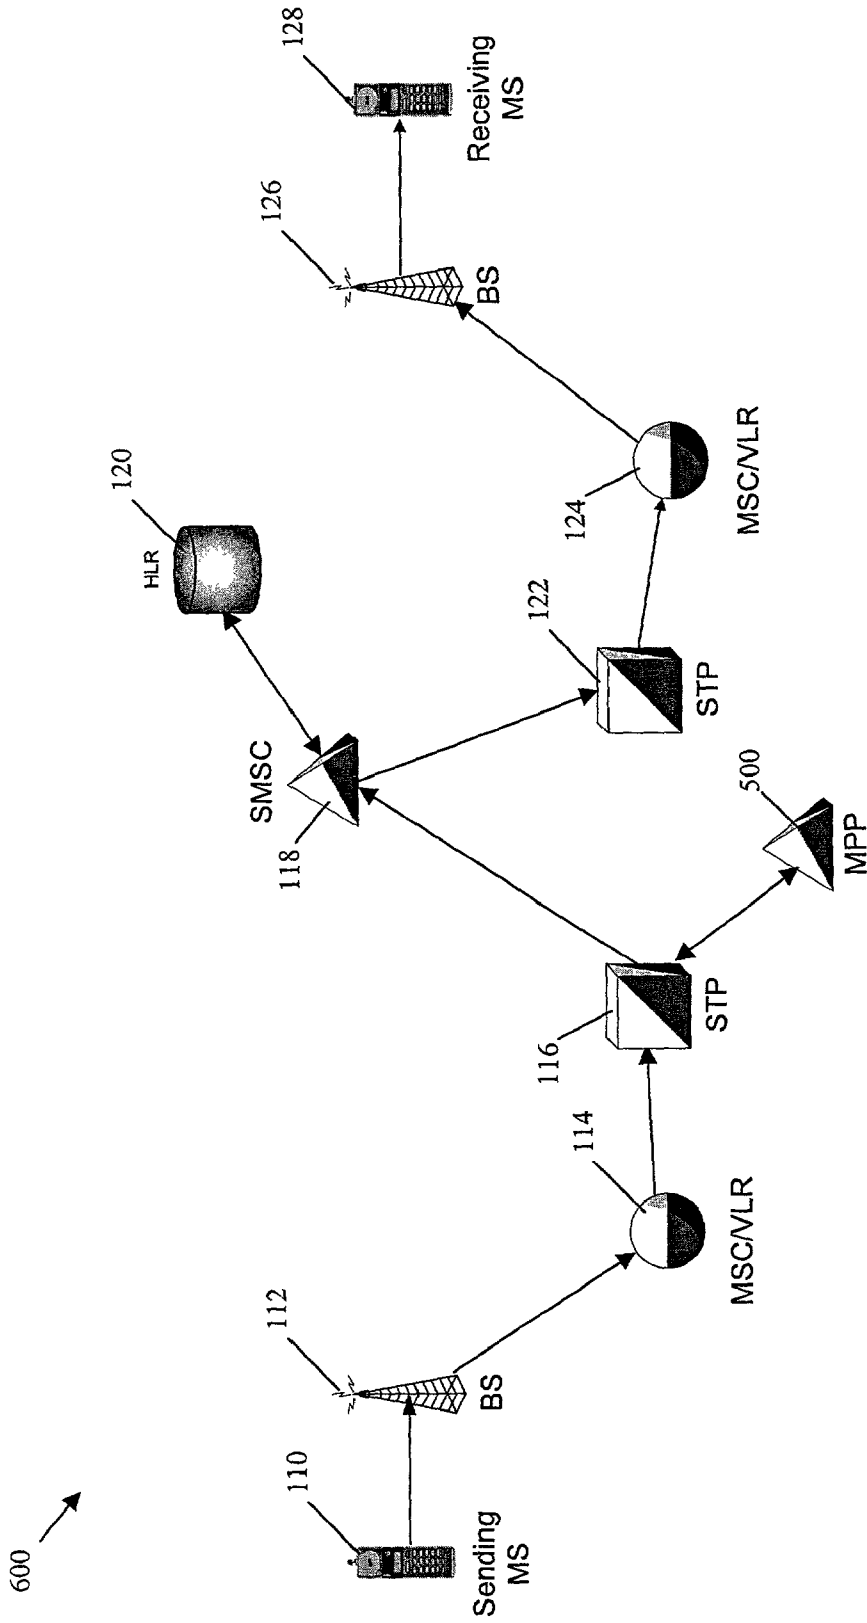 600
110
Sending
MS
112
BS
114
MSC/VLR
116
STP
500
MPP
SMSC
118
HLR
120
122
STP
124
MSC/VLR
126
BS
128
Receiving
MS